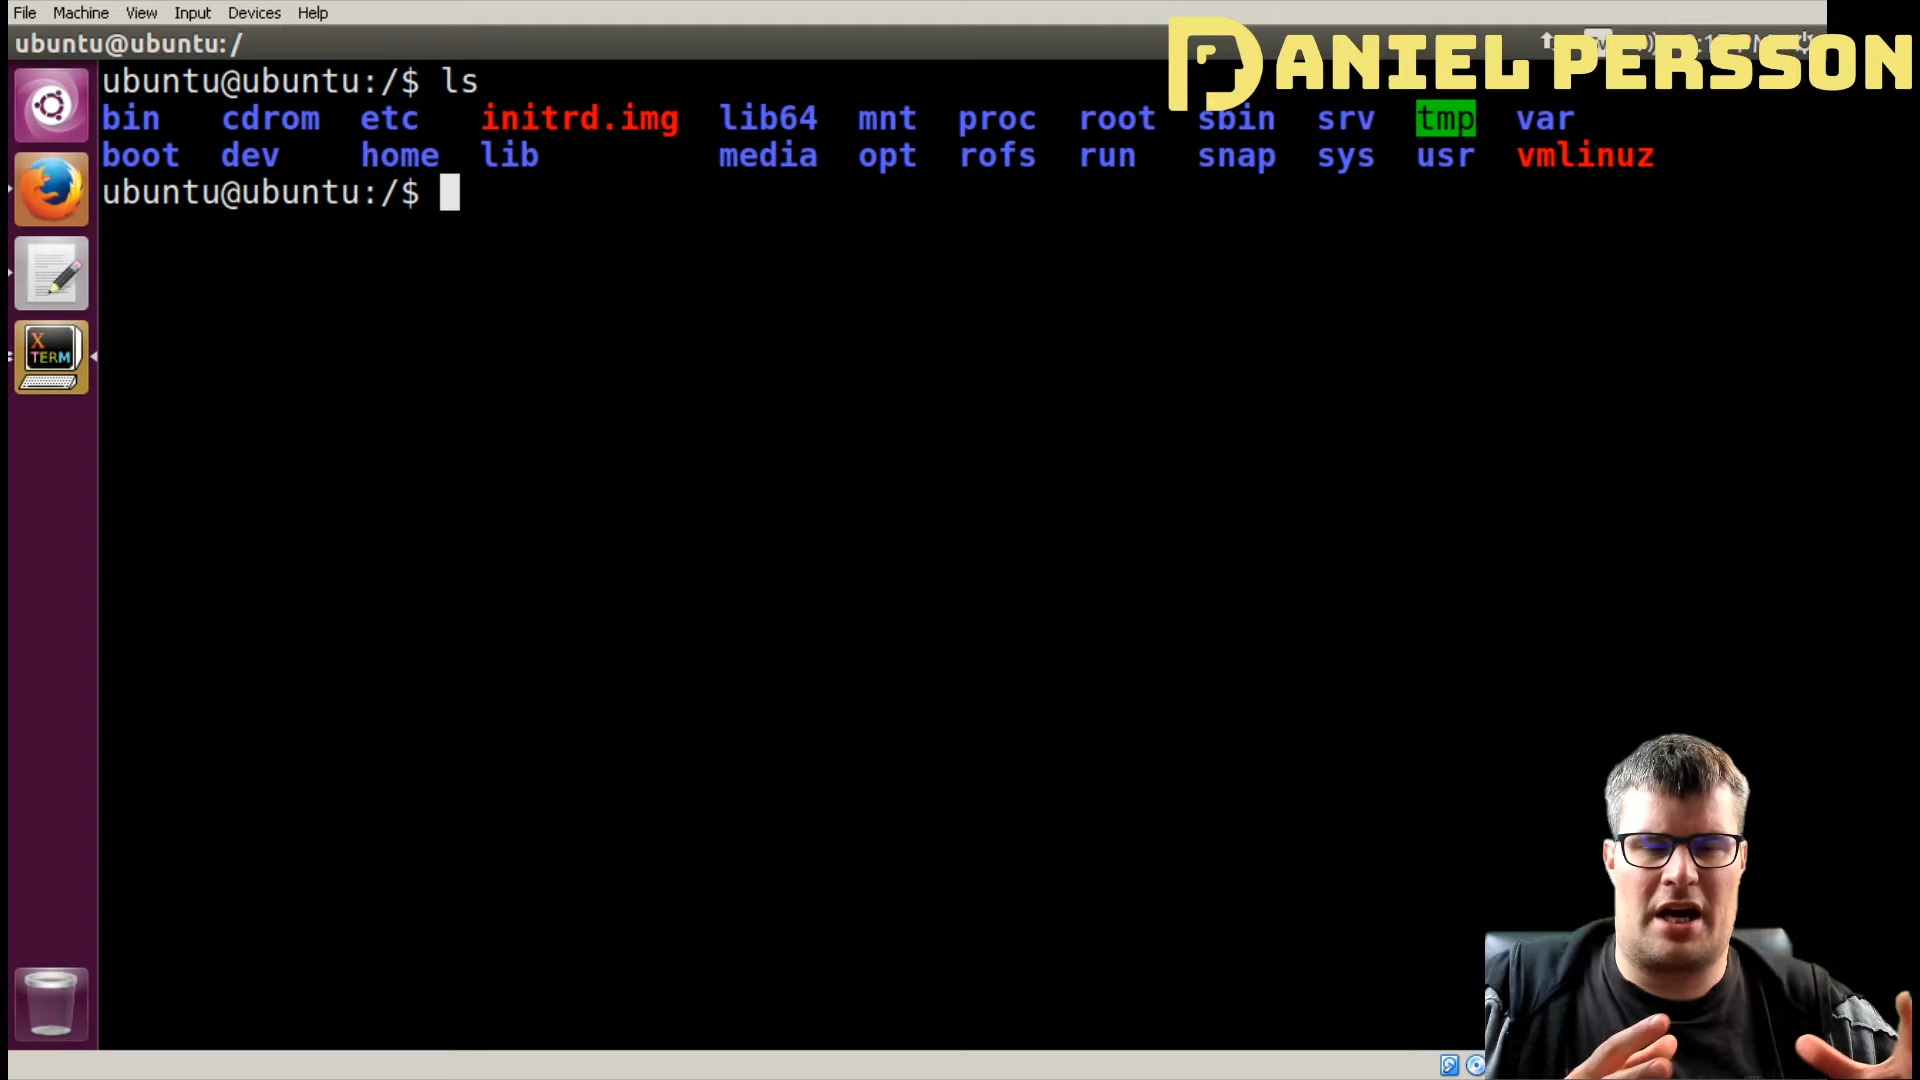 File Machine View Input Devices Help
ubuntu@ubuntu: /
DANIEL PERSSON
ubuntu@ubuntu:/$ ls
bin cdrom etc initrd.img lib64 mnt proc root sbin srv tmp var
boot dev home lib media opt rofs run snap sys usr vmlinuz
ubuntu@ubuntu:/$
X
TERM